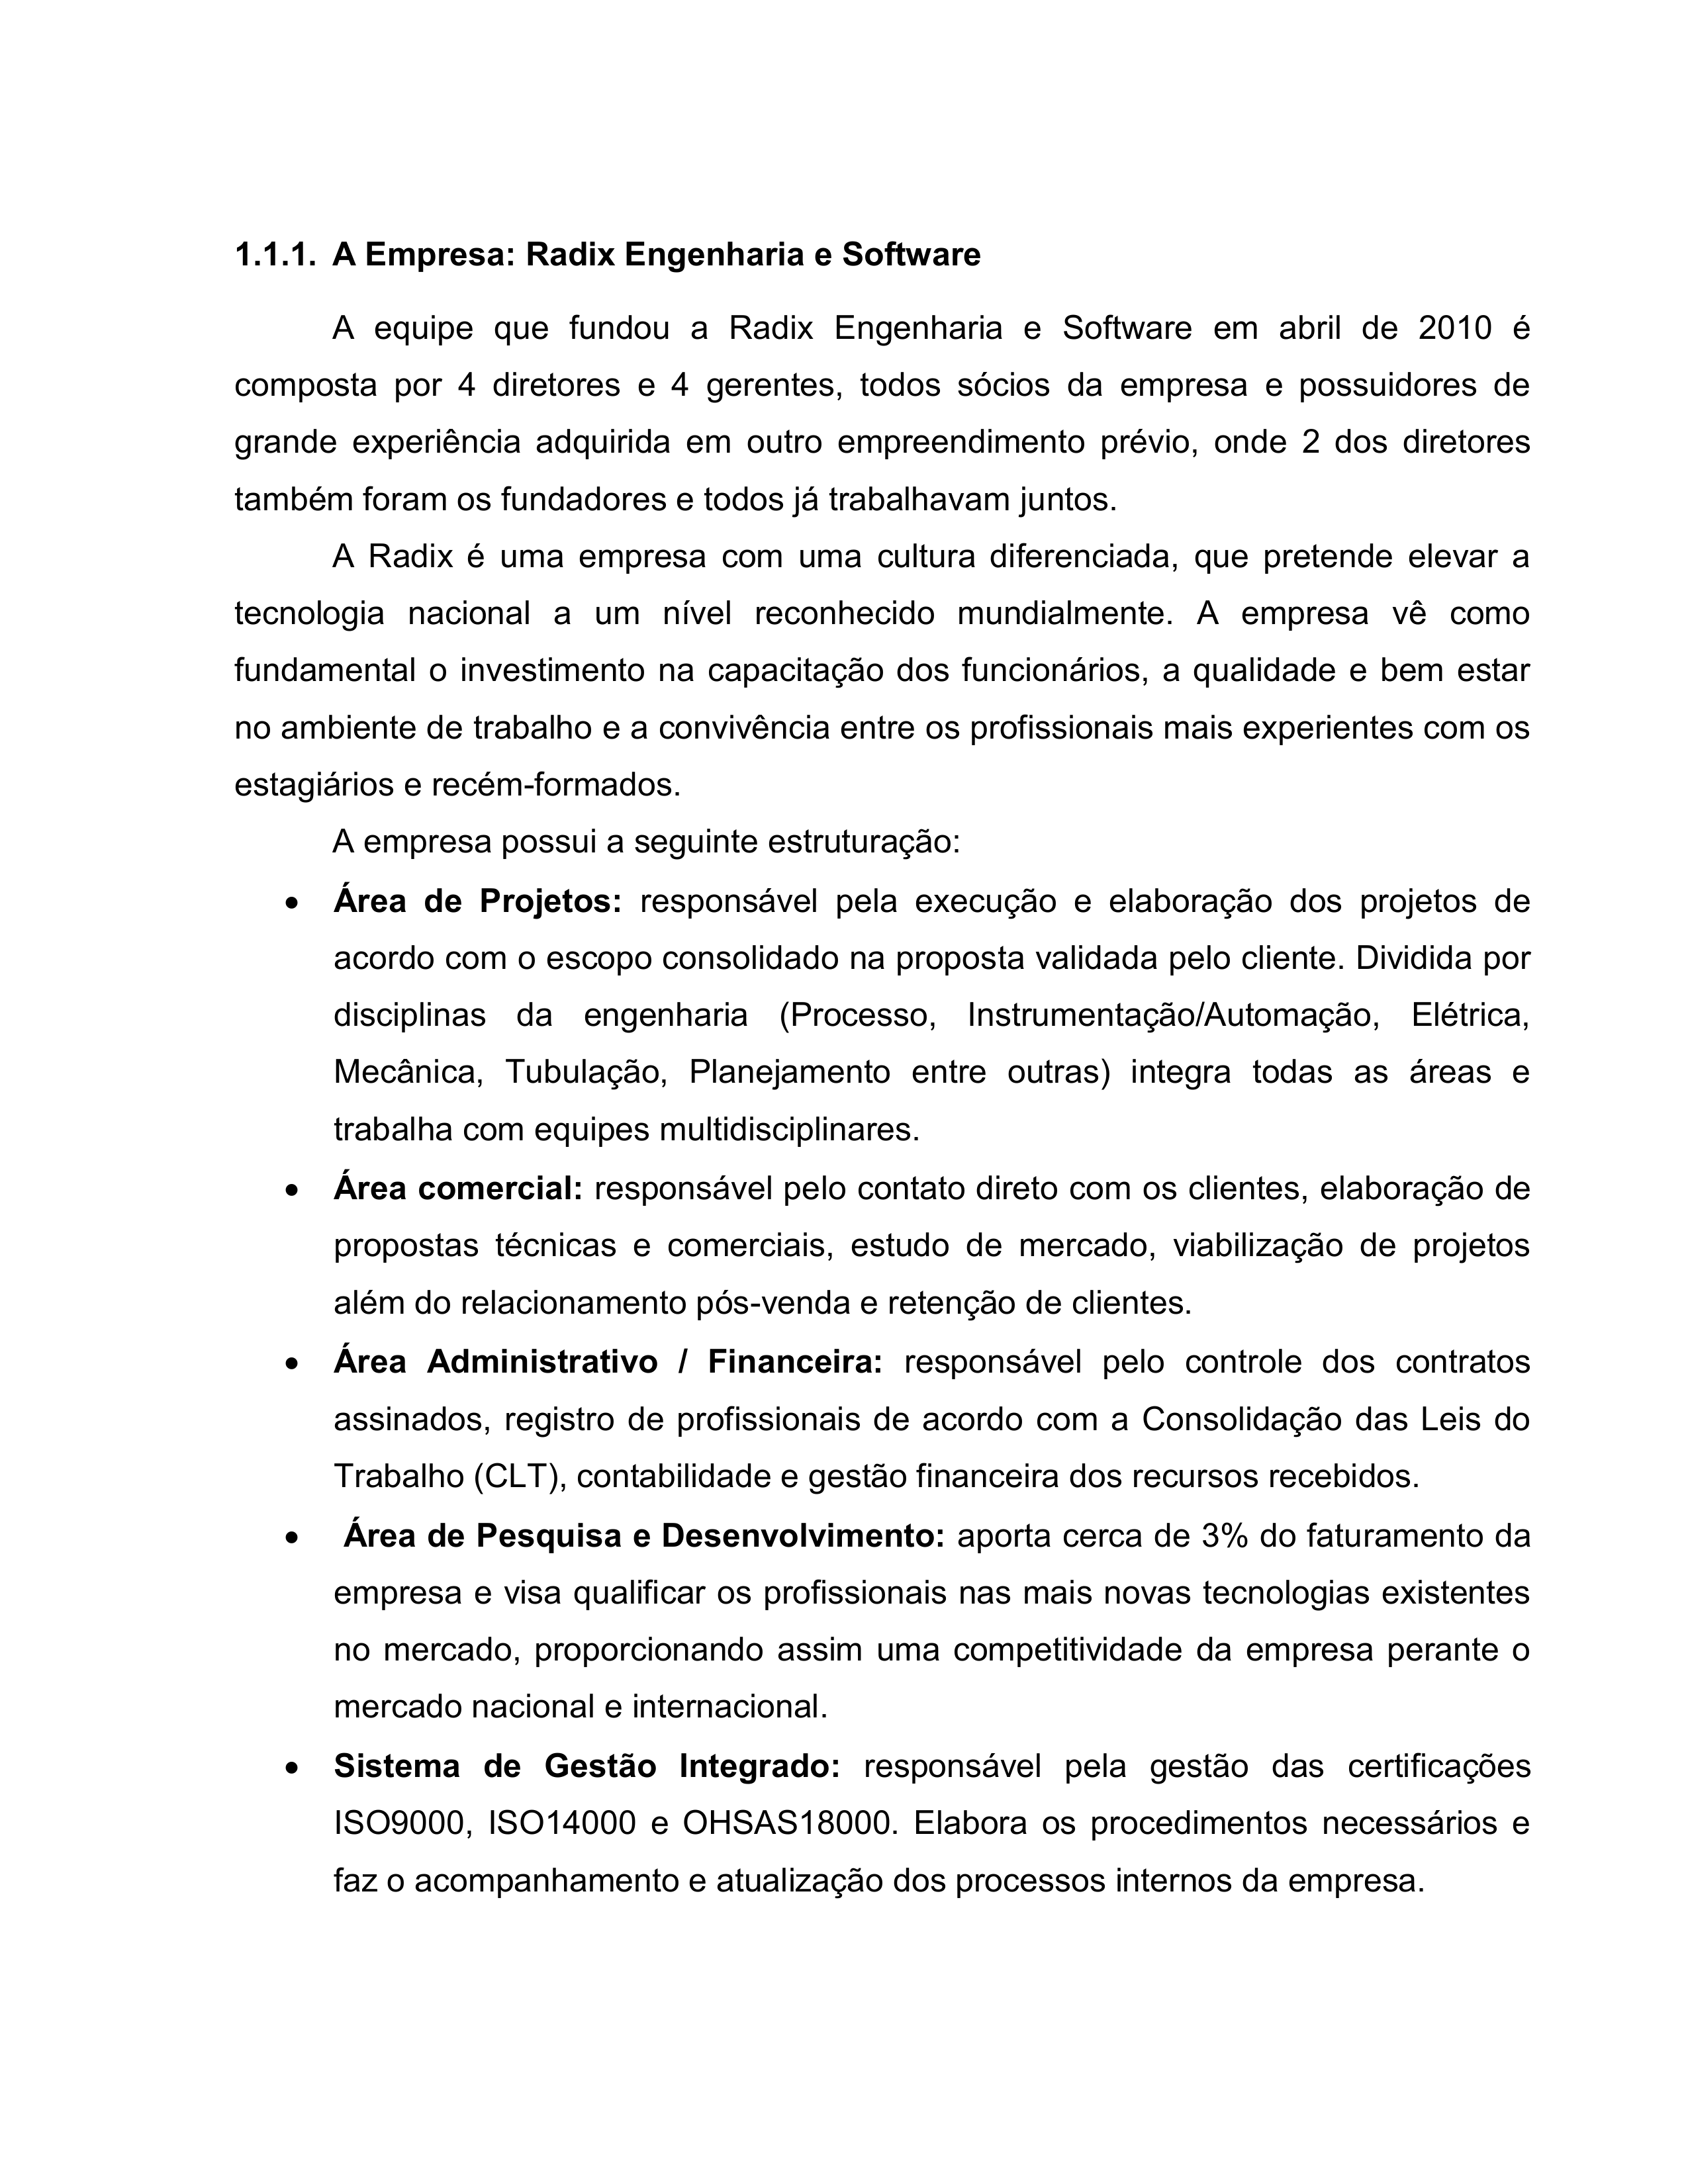 1.1.1. A Empresa: Radix Engenharia e Software
A equipe que fundou a Radix Engenharia e Software em abril de 2010 é
composta por 4 diretores e 4 gerentes, todos sócios da empresa e possuidores de
grande experiência adquirida em outro empreendimento prévio, onde 2 dos diretores
também foram os fundadores e todos já trabalhavam juntos.
A Radix é uma empresa com uma cultura diferenciada, que pretende elevar a
tecnologia nacional a um nível reconhecido mundialmente. A empresa vê como
fundamental o investimento na capacitação dos funcionários, a qualidade e bem estar
no ambiente de trabalho e a convivência entre os profissionais mais experientes com os
estagiários e recém-formados.
A empresa possui a seguinte estruturação:
• Área de Projetos: responsável pela execução e elaboração dos projetos de
acordo com o escopo consolidado na proposta validada pelo cliente. Dividida por
disciplinas da engenharia (Processo, Instrumentação/Automação, Elétrica,
Mecânica, Tubulação, Planejamento entre outras) integra todas as áreas e
trabalha com equipes multidisciplinares.
• Área comercial: responsável pelo contato direto com os clientes, elaboração de
propostas técnicas e comerciais, estudo de mercado, viabilização de projetos
além do relacionamento pós-venda e retenção de clientes.
• Área Administrativo / Financeira: responsável pelo controle dos contratos
assinados, registro de profissionais de acordo com a Consolidação das Leis do
Trabalho (CLT), contabilidade e gestão financeira dos recursos recebidos.
• Área de Pesquisa e Desenvolvimento: aporta cerca de 3% do faturamento da
empresa e visa qualificar os profissionais nas mais novas tecnologias existentes
no mercado, proporcionando assim uma competitividade da empresa perante o
mercado nacional e internacional.
• Sistema de Gestão Integrado: responsável pela gestão das certificações
ISO9000, ISO14000 e OHSAS18000. Elabora os procedimentos necessários e
faz o acompanhamento e atualização dos processos internos da empresa.